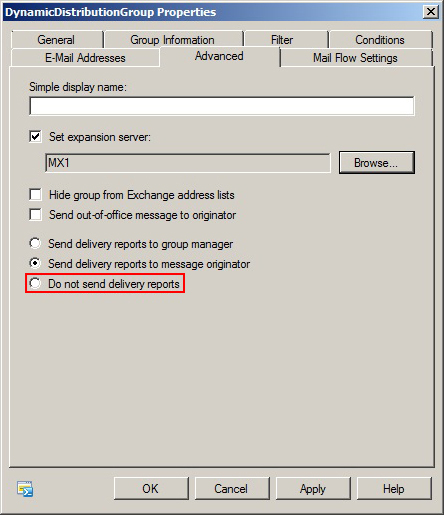 DynamicDistributionGroup Properties
General Group Information Filter Conditions
E-Mail Addresses Advanced Mail Flow Settings
Simple display name:
Set expansion server:
MX1 Browse...
Hide group from Exchange address lists
Send out-of-office message to originator
Send delivery reports to group manager
Send delivery reports to message originator
Do not send delivery reports
OK Cancel Apply Help